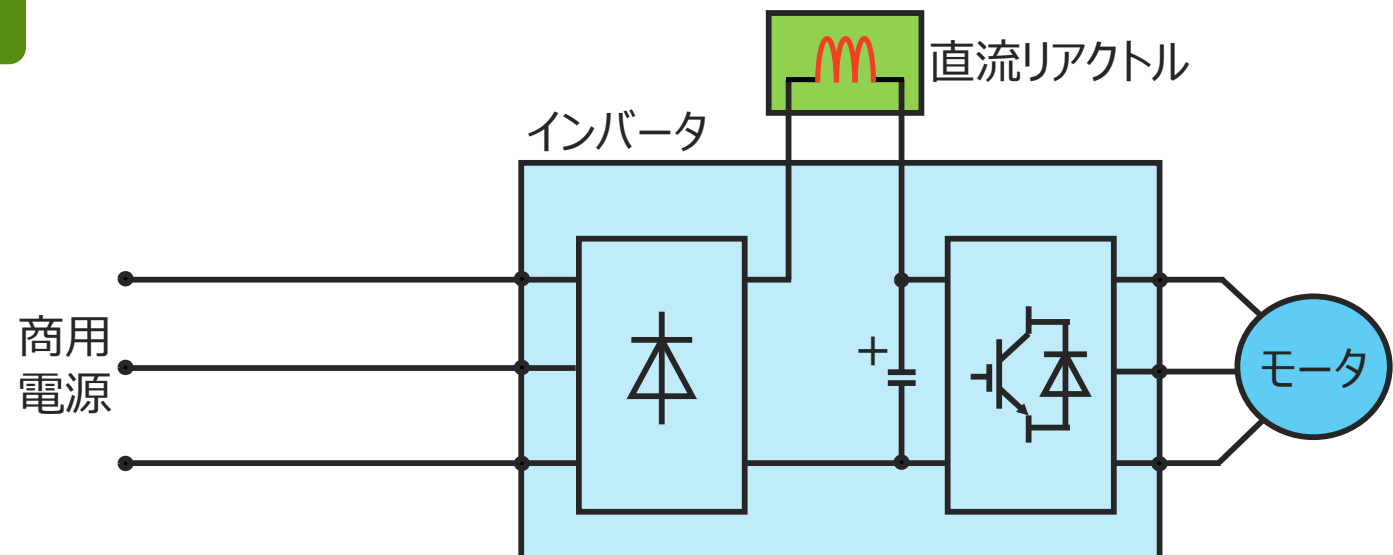 直流リアクトル
インバータ
商用
電源
+
モータ